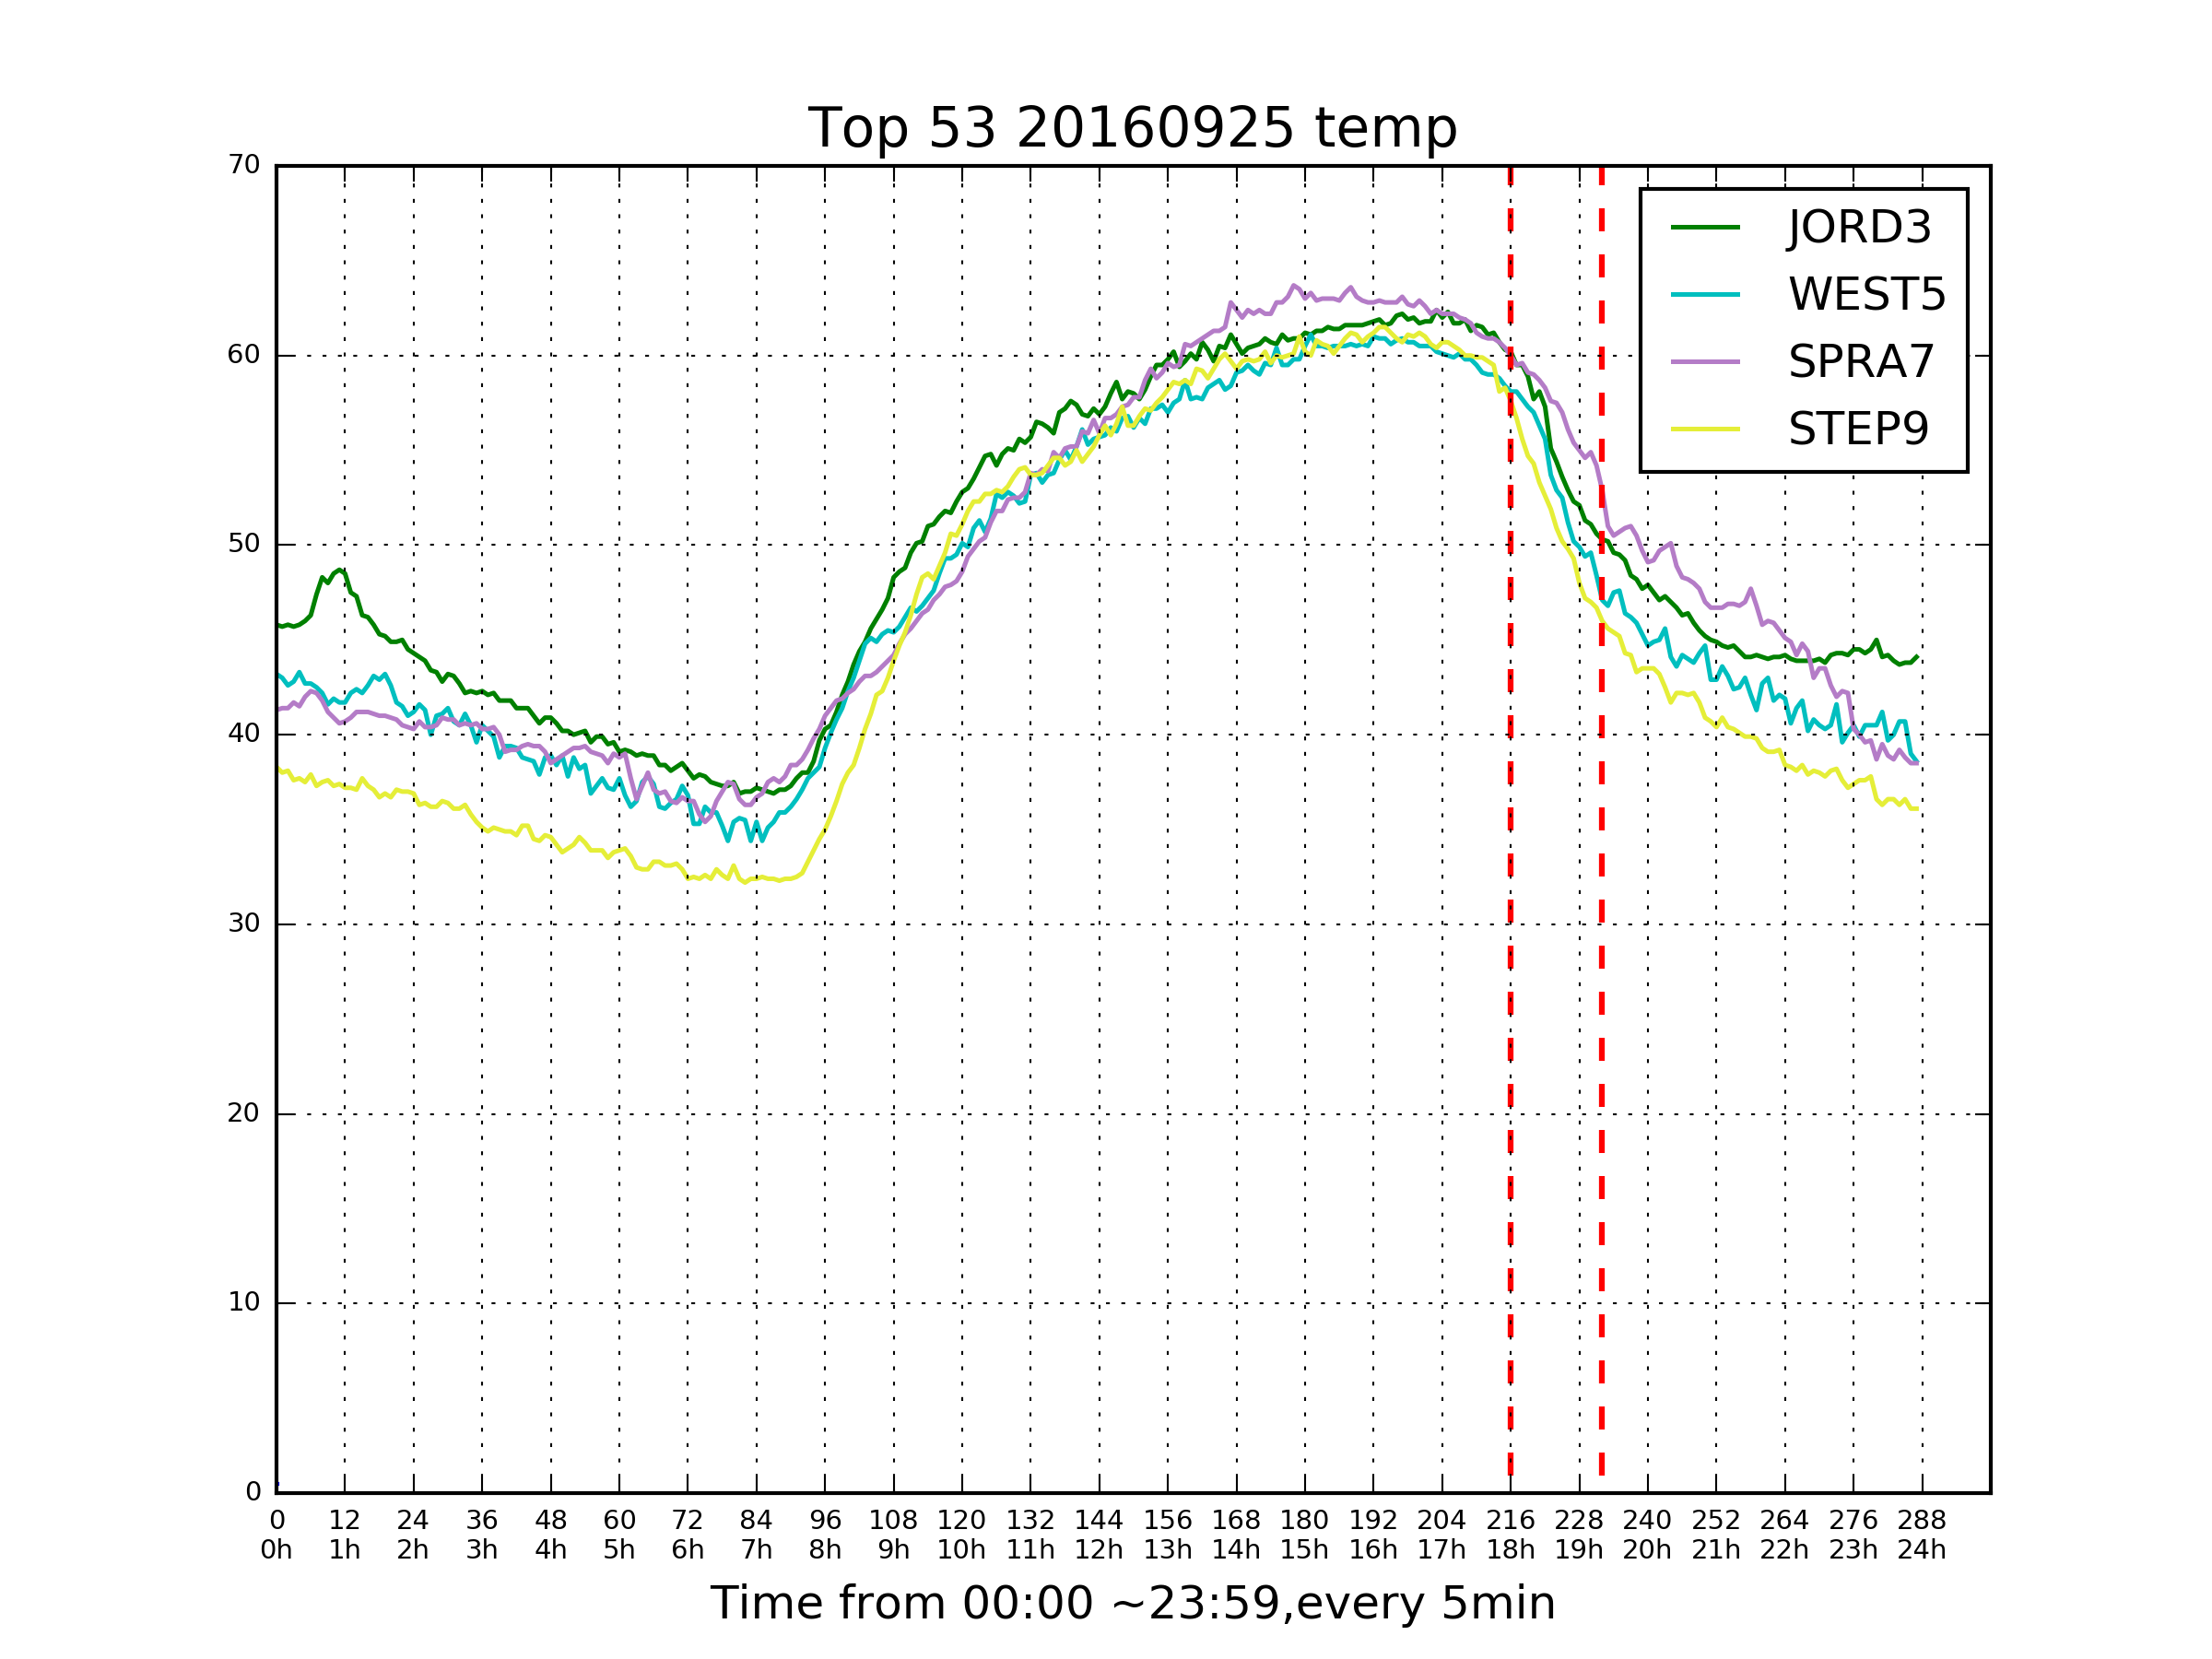 Top 53 20160925 temp
70
60
50
40
30
20
10
0
JORD3
WEST5
SPRA7
STEP9
0 12 24 36 48 60 72 84 96 108 120 132 144 156 168 180 192 204 216 228 240 252 264 276 288
0h 1h 2h 3h 4h 5h 6h 7h 8h 9h 10h 11h 12h 13h 14h 15h 16h 17h 18h 19h 20h 21h 22h 23h 24h
Time from 00:00 ~23:59,every 5min